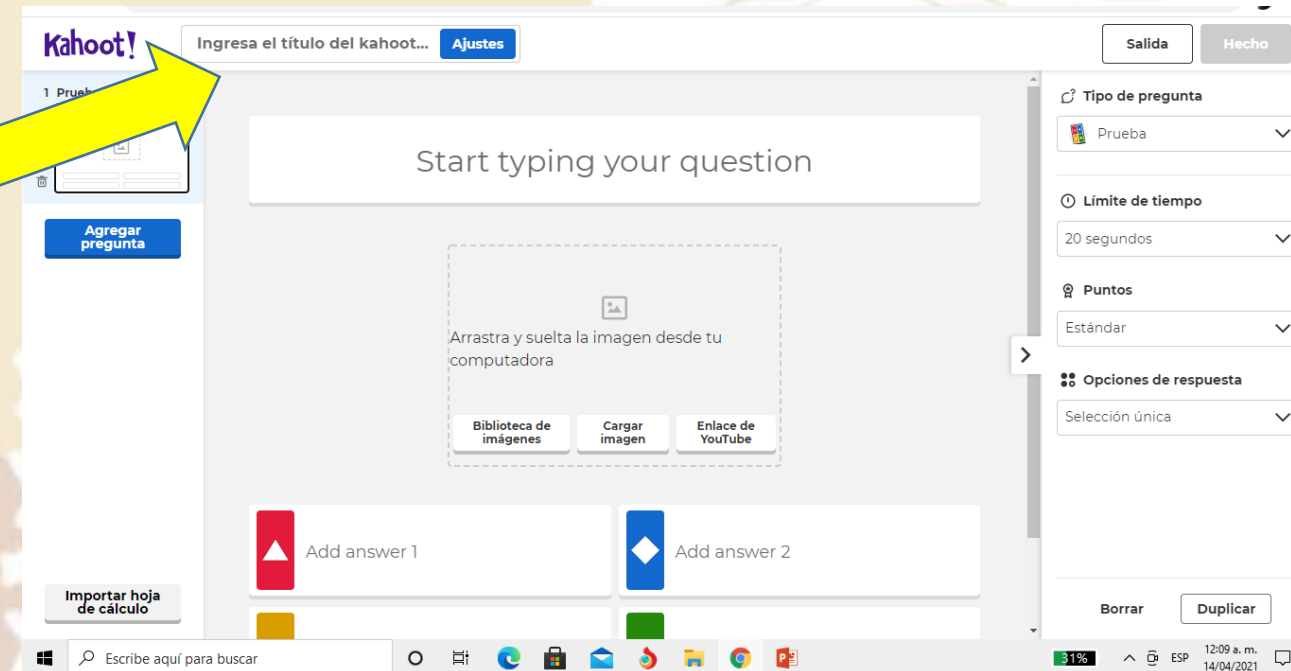 Kahoot!
Ingresa el título del kahoot...
Ajustes
Salida
Hecho
1 Prueba
Agregar
pregunta
Importar hoja
de cálculo
Start typing your question
Arrastra y suelta la imagen desde tu
computadora
Biblioteca de
imágenes
Cargar
imagen
Enlace de
YouTube
Add answer 1
Add answer 2
Tipo de pregunta
Prueba
Límite de tiempo
20 segundos
Puntos
Estándar
Opciones de respuesta
Selección única
Borrar
Duplicar
Escribe aquí para buscar
31%
ESP
12:09 a. m.
14/04/2021